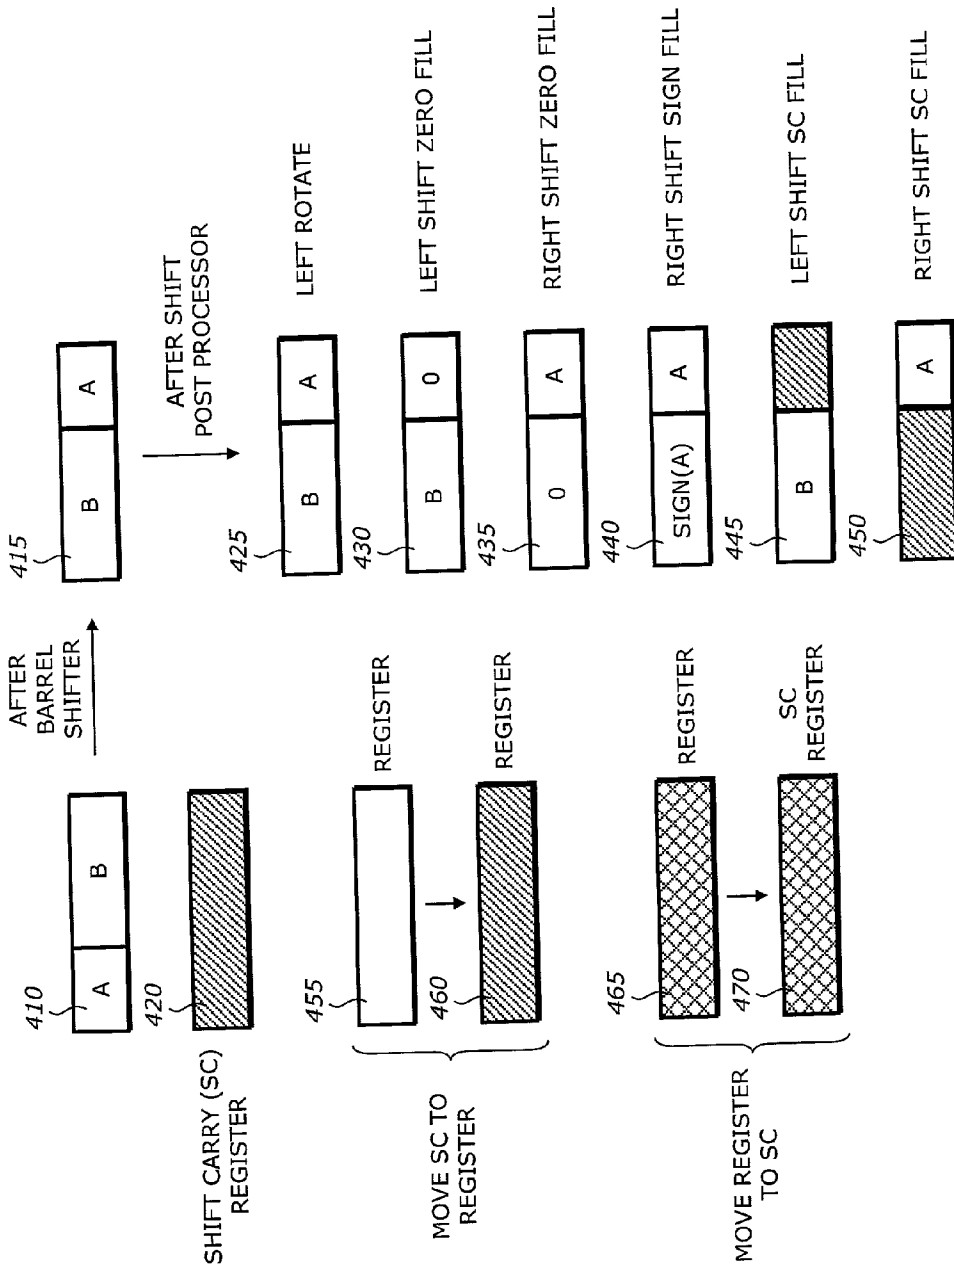 410
A
B
420
SHIFT CARRY (SC)
REGISTER
AFTER
BARREL
SHIFTER
415
B
A
AFTER SHIFT
POST PROCESSOR
425
B
A
LEFT ROTATE
430
B
0
LEFT SHIFT ZERO FILL
435
0
A
RIGHT SHIFT ZERO FILL
440
SIGN(A)
A
RIGHT SHIFT SIGN FILL
445
B
LEFT SHIFT SC FILL
450
A
RIGHT SHIFT SC FILL
455
REGISTER
460
REGISTER
MOVE SC TO
REGISTER
465
REGISTER
470
SC
REGISTER
MOVE REGISTER
TO SC